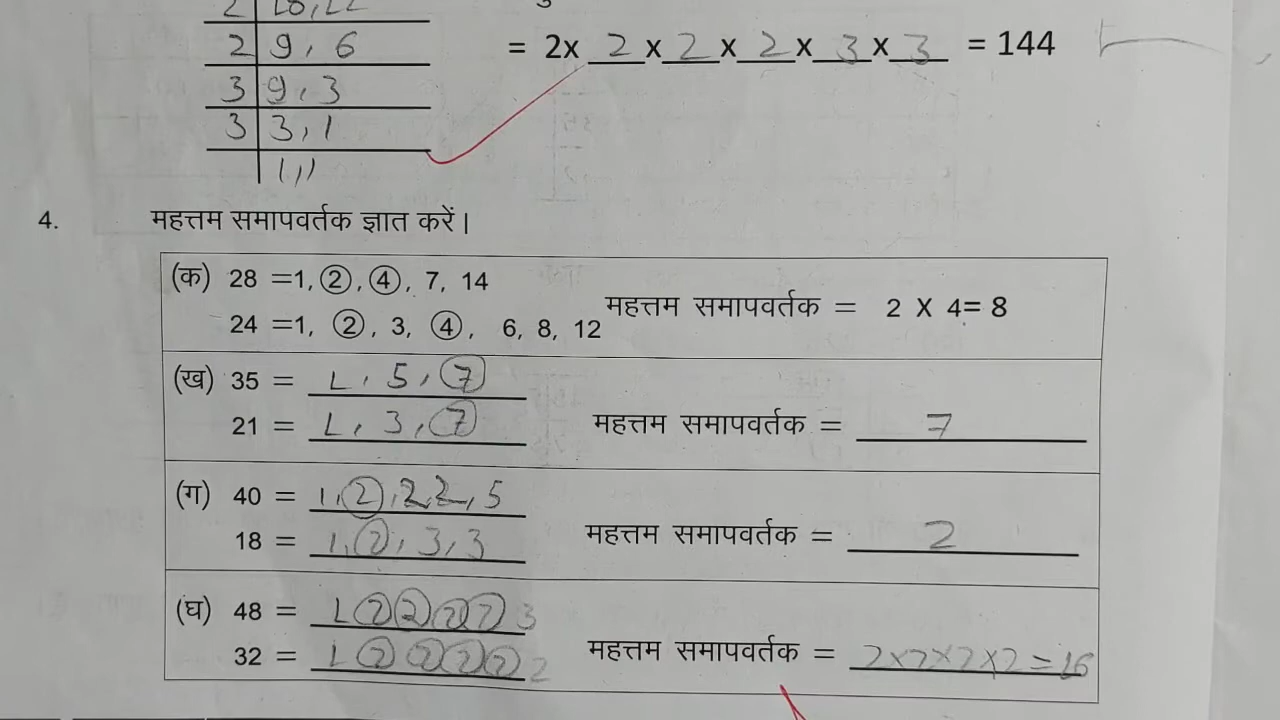 2 | 18, 12
2 | 9, 6
= 2x 2 x 2 x 2 x 3 x 3 = 144
3 | 9, 3
3 | 3, 1
1, 1
4. महत्तम समापवर्तक ज्ञात करें।
(क) 28 =1, 2, 4, 7, 14
24 =1, 2, 3, 4, 6, 8, 12
महत्तम समापवर्तक = 2 X 4= 8
(ख) 35 = 1, 5, 7
21 = 1, 3, 7
महत्तम समापवर्तक = 7
(ग) 40 = 1, 2, 2, 2, 5
18 = 1, 2, 3, 3
महत्तम समापवर्तक = 2
(घ) 48 = 1 2 2 2 2 3
32 = 1 2 2 2 2 2
महत्तम समापवर्तक = 2x2x2x2=16